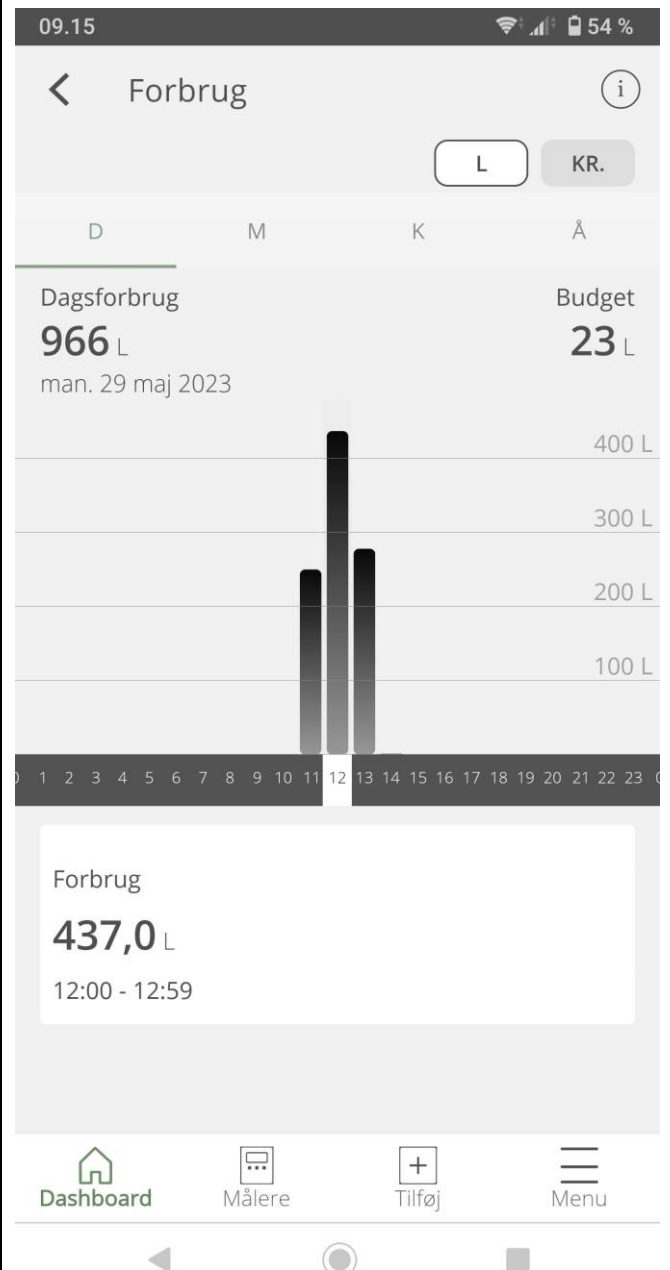 09.15 54 %
Forbrug i
L KR.
D M K Å
Dagsforbrug Budget
966 L 23 L
man. 29 maj 2023
400 L
300 L
200 L
100 L
1 2 3 4 5 6 7 8 9 10 11 12 13 14 15 16 17 18 19 20 21 22 23
Forbrug
437,0 L
12:00 - 12:59
Dashboard Målere Tilføj Menu